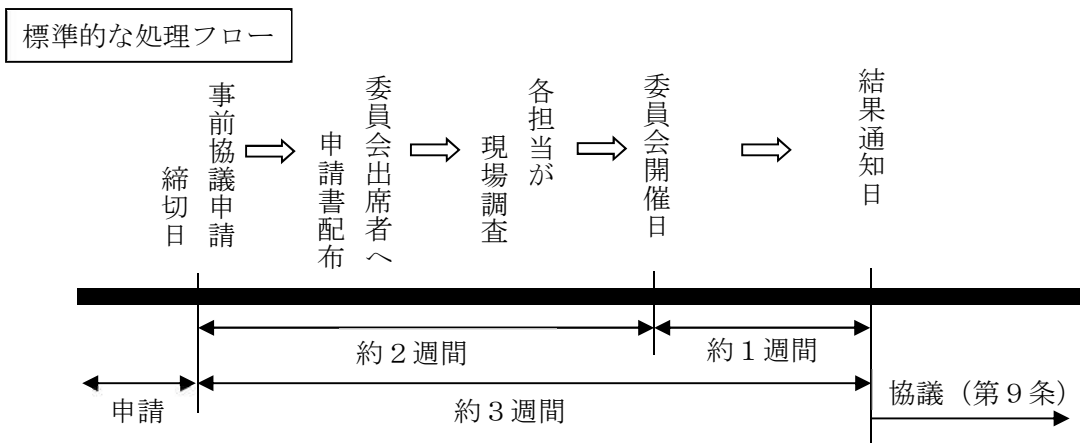 標準的な処理フロー
事前協議申請
締切日
委員会出席者へ
申請書配布
各担当が
現場調査
委員会開催日
結果通知日
約２週間
約１週間
申請
約３週間
協議（第９条）